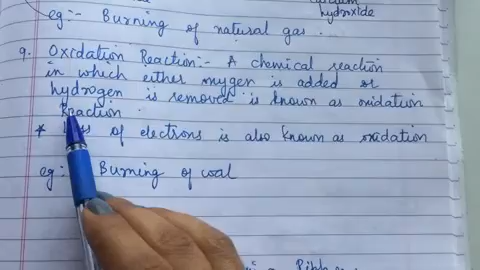 hydroxide
eg:- Burning of natural gas.
9. Oxidation Reaction:- A chemical reaction
in which either oxygen is added or
hydrogen is removed is known as oxidation
Reaction.
* of electrons is also known as oxidation
eg: Burning of coal